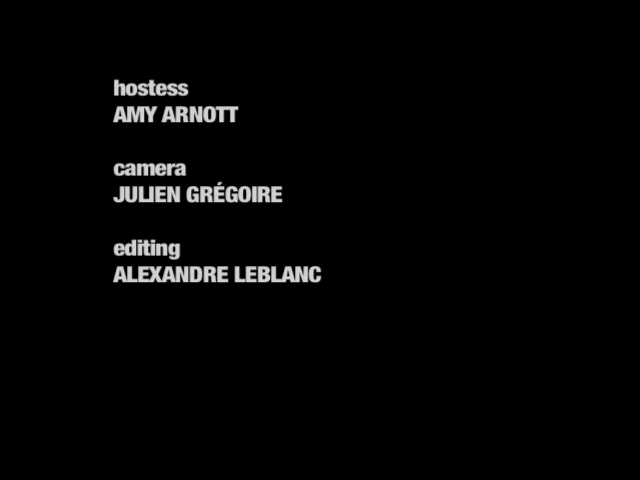 hostess
AMY ARNOTT
camera
JULIEN GRÉGOIRE
editing
ALEXANDRE LEBLANC